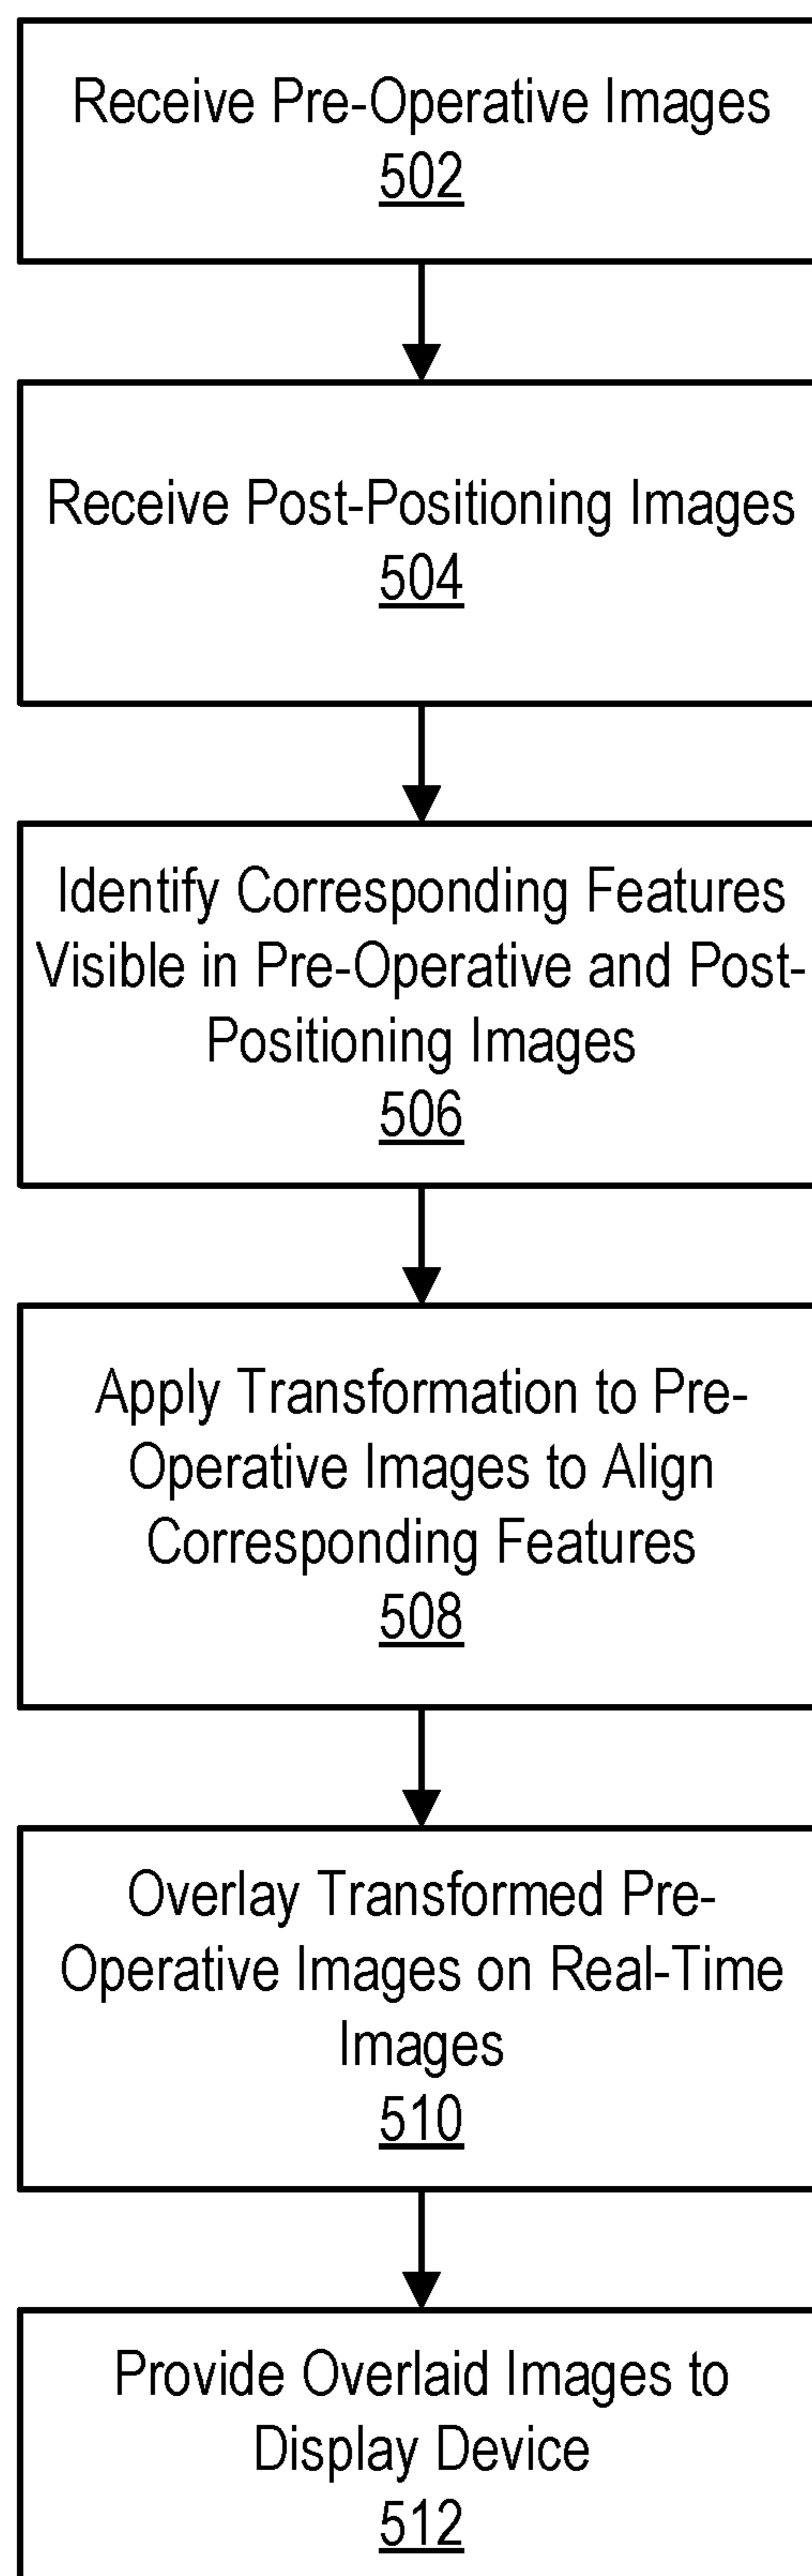 Receive Pre-Operative Images
502
Receive Post-Positioning Images
504
Identify Corresponding Features
Visible in Pre-Operative and Post-
Positioning Images
506
Apply Transformation to Pre-
Operative Images to Align
Corresponding Features
508
Overlay Transformed Pre-
Operative Images on Real-Time
Images
510
Provide Overlaid Images to
Display Device
512